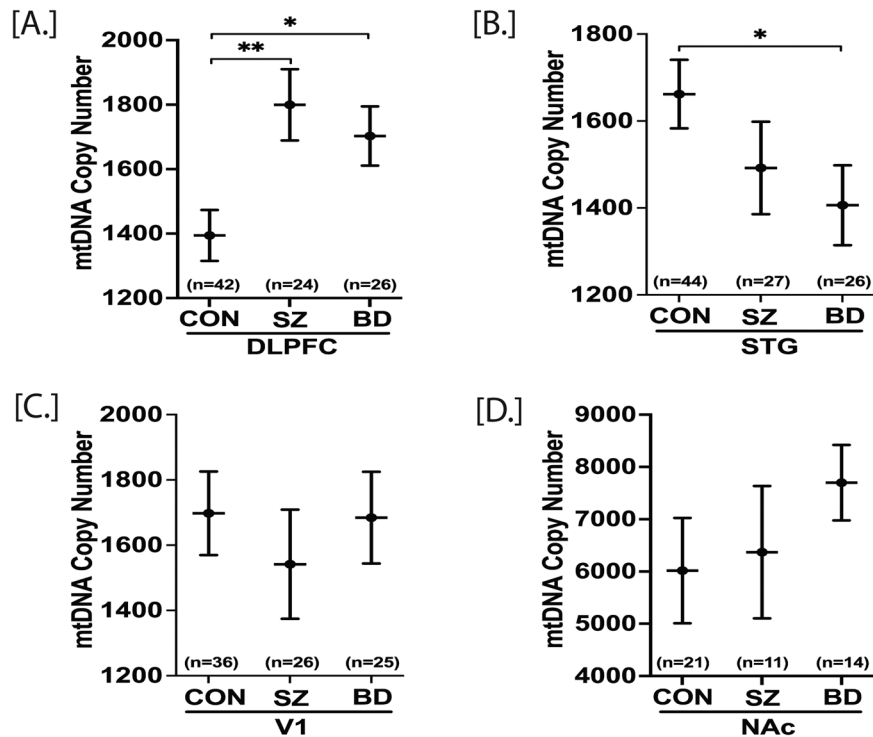 [A.]
mtDNA Copy Number
2000
1800
1600
1400
1200
*
**
(n=42) (n=24) (n=26)
CON SZ BD
DLPFC
[B.]
mtDNA Copy Number
1800
1600
1400
1200
*
(n=44) (n=27) (n=26)
CON SZ BD
STG
[C.]
mtDNA Copy Number
2000
1800
1600
1400
1200
(n=36) (n=26) (n=25)
CON SZ BD
V1
[D.]
mtDNA Copy Number
9000
8000
7000
6000
5000
4000
(n=21) (n=11) (n=14)
CON SZ BD
NAc